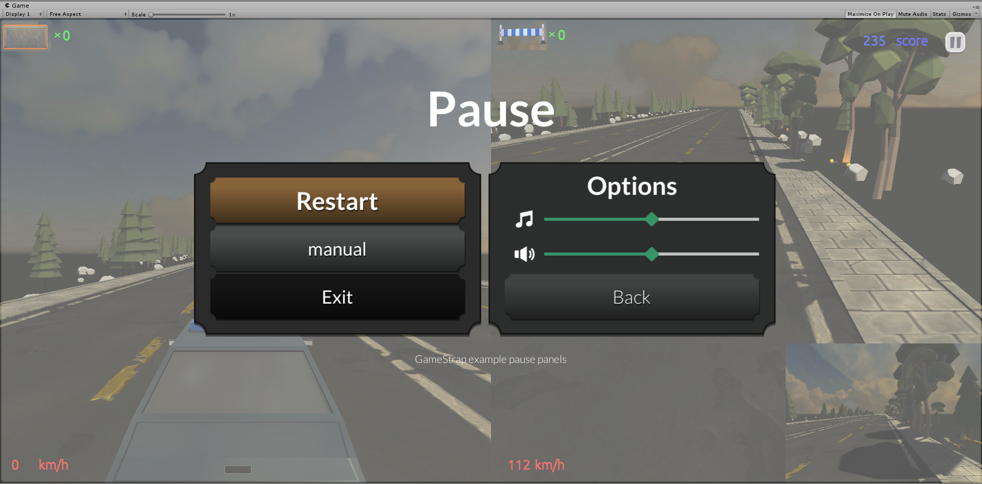 Game
Display 1 Free Aspect Scale 1x Maximize On Play Mute Audio Stats Gizmos
×0 ×0 235 score
Pause
Restart
manual
Exit
Options
Back
GameStrap example pause panels
0 km/h 112 km/h